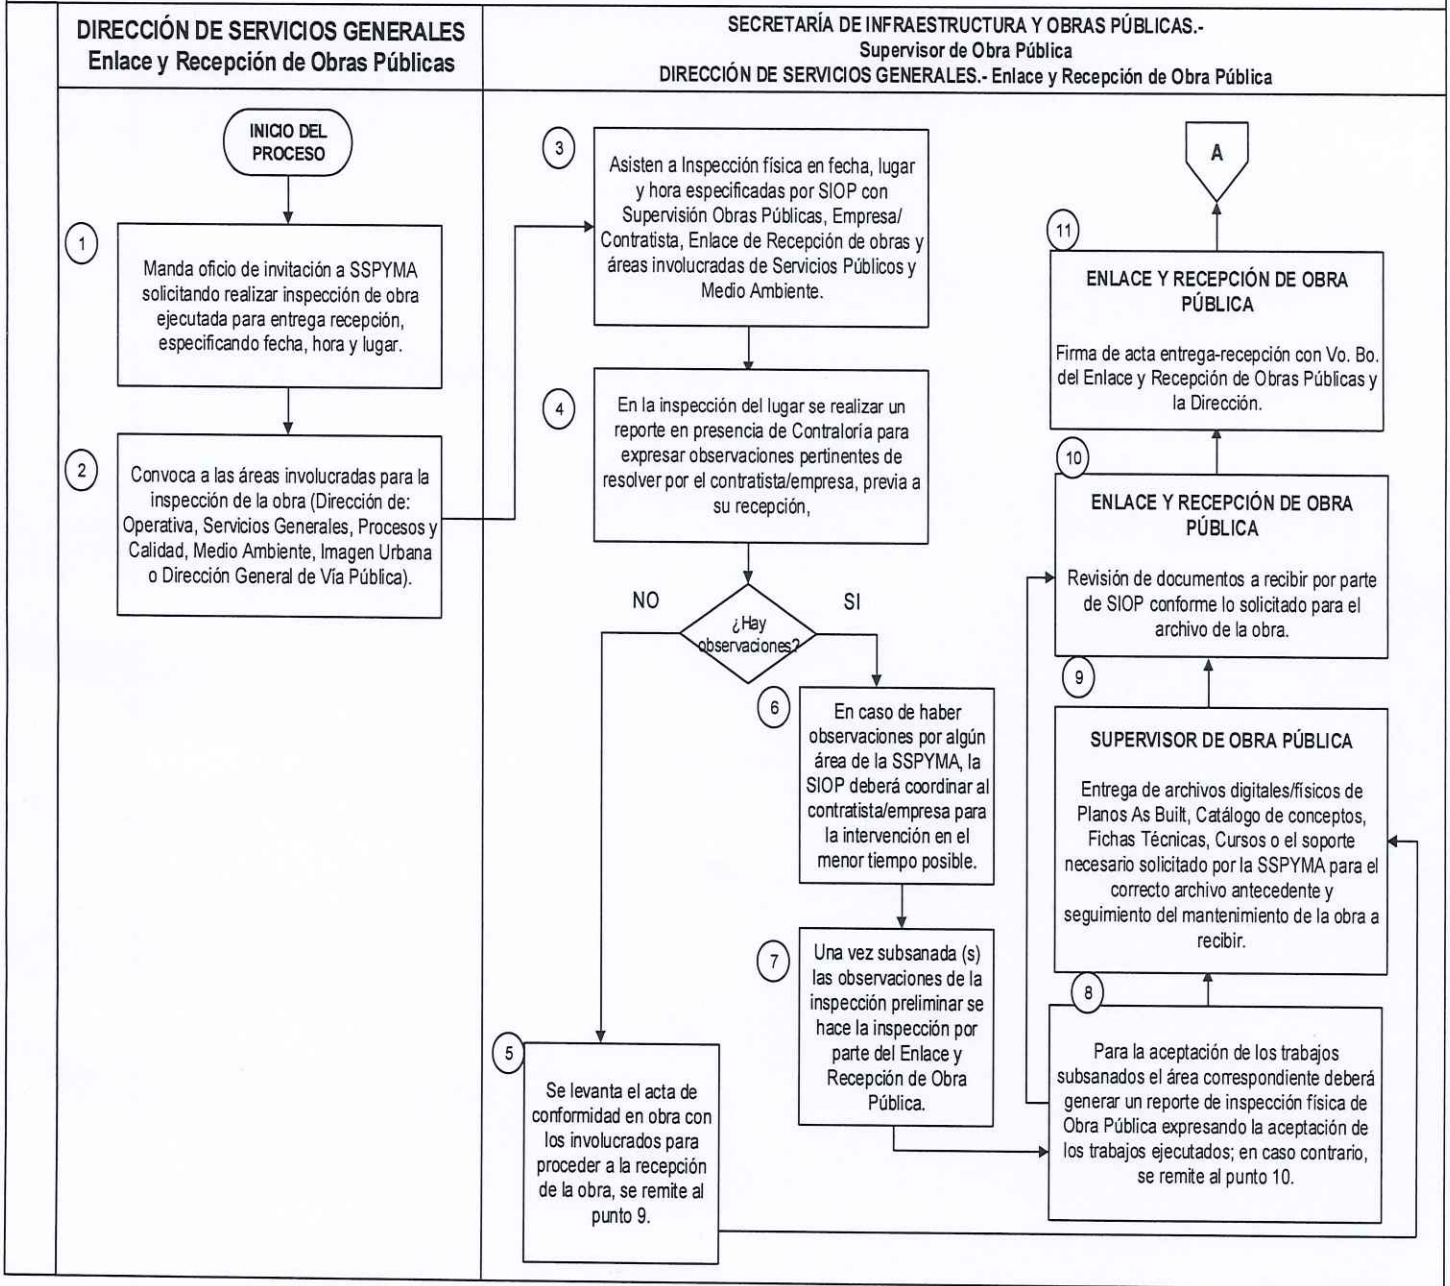 DIRECCIÓN DE SERVICIOS GENERALES
Enlace y Recepción de Obras Públicas
SECRETARÍA DE INFRAESTRUCTURA Y OBRAS PÚBLICAS.-
Supervisor de Obra Pública
DIRECCIÓN DE SERVICIOS GENERALES.- Enlace y Recepción de Obra Pública
INICIO DEL
PROCESO
1
Manda oficio de invitación a SSPYMA
solicitando realizar inspección de obra
ejecutada para entrega recepción,
especificando fecha, hora y lugar.
2
Convoca a las áreas involucradas para la
inspección de la obra (Dirección de:
Operativa, Servicios Generales, Procesos y
Calidad, Medio Ambiente, Imagen Urbana
o Dirección General de Vía Pública).
3
Asisten a Inspección física en fecha, lugar
y hora especificadas por SIOP con
Supervisión Obras Públicas, Empresa/
Contratista, Enlace de Recepción de obras y
áreas involucradas de Servicios Públicos y
Medio Ambiente.
4
En la inspección del lugar se realizar un
reporte en presencia de Contraloría para
expresar observaciones pertinentes de
resolver por el contratista/empresa, previa a
su recepción,
NO
SI
¿Hay
observaciones?
5
Se levanta el acta de
conformidad en obra con
los involucrados para
proceder a la recepción
de la obra, se remite al
punto 9.
6
En caso de haber
observaciones por algún
área de la SSPYMA, la
SIOP deberá coordinar al
contratista/empresa para
la intervención en el
menor tiempo posible.
7
Una vez subsanada (s)
las observaciones de la
inspección preliminar se
hace la inspección por
parte del Enlace y
Recepción de Obra
Pública.
A
11
ENLACE Y RECEPCIÓN DE OBRA
PÚBLICA
Firma de acta entrega-recepción con Vo. Bo.
del Enlace y Recepción de Obras Públicas y
la Dirección.
10
ENLACE Y RECEPCIÓN DE OBRA
PÚBLICA
Revisión de documentos a recibir por parte
de SIOP conforme lo solicitado para el
archivo de la obra.
9
SUPERVISOR DE OBRA PÚBLICA
Entrega de archivos digitales/físicos de
Planos As Built, Catálogo de conceptos,
Fichas Técnicas, Cursos o el soporte
necesario solicitado por la SSPYMA para el
correcto archivo antecedente y
seguimiento del mantenimiento de la obra a
recibir.
8
Para la aceptación de los trabajos
subsanados el área correspondiente deberá
generar un reporte de inspección física de
Obra Pública expresando la aceptación de
los trabajos ejecutados; en caso contrario,
se remite al punto 10.